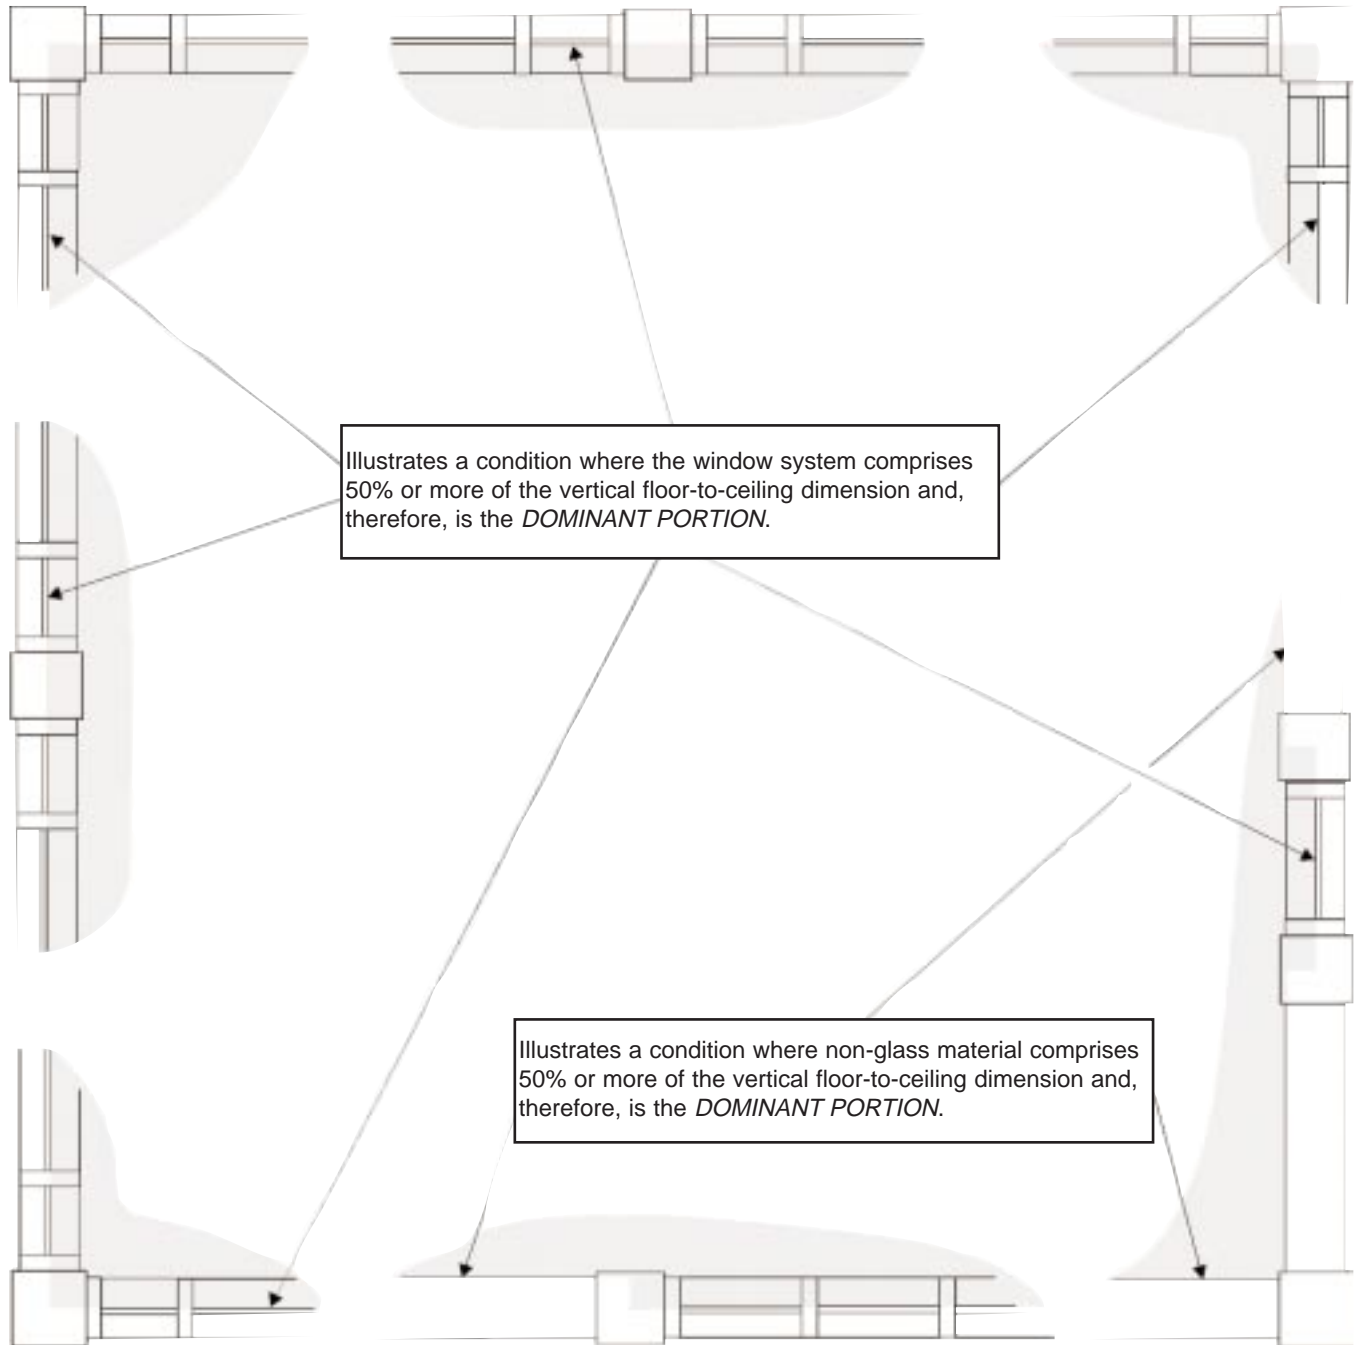 Illustrates a condition where the window system comprises
50% or more of the vertical floor-to-ceiling dimension and,
therefore, is the DOMINANT PORTION.
Illustrates a condition where non-glass material comprises
50% or more of the vertical floor-to-ceiling dimension and,
therefore, is the DOMINANT PORTION.